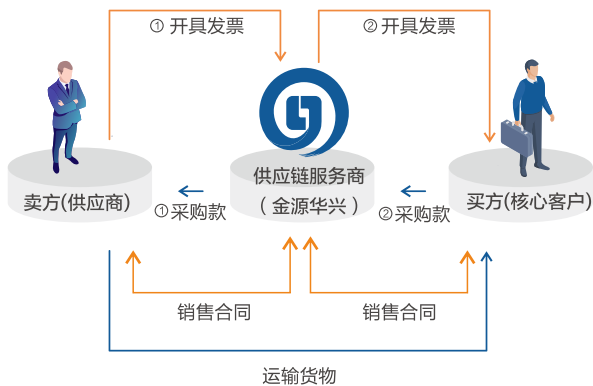 ① 开具发票
② 开具发票
供应链服务商
(金源华兴)
卖方(供应商)
买方(核心客户)
①采购款
②采购款
销售合同
销售合同
运输货物